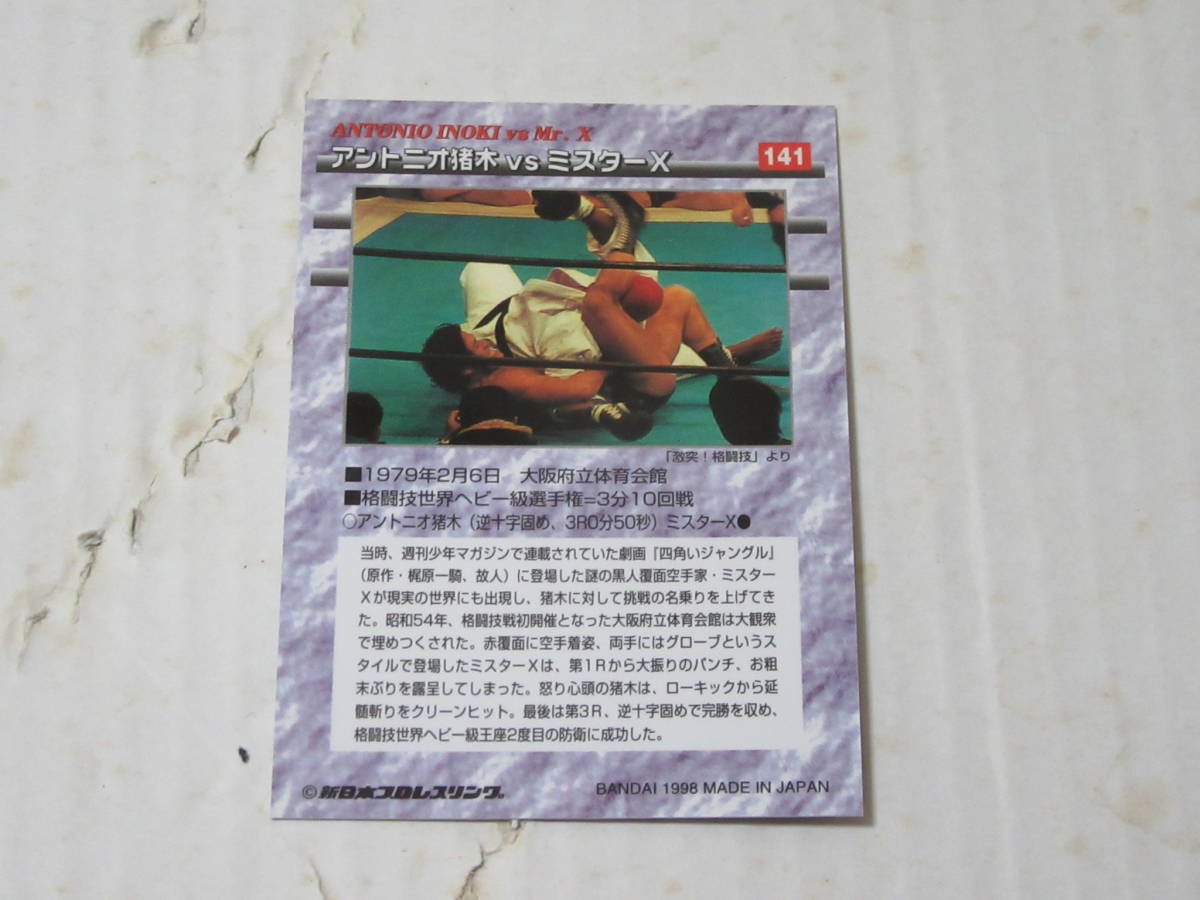 ANTONIO INOKI vs Mr. X
アントニオ猪木 vs ミスターX
141
「激突！格闘技」より
■1979年2月6日　大阪府立体育会館
■格闘技世界ヘビー級選手権=3分10回戦
○アントニオ猪木（逆十字固め、3R0分50秒）ミスターX●
当時、週刊少年マガジンで連載されていた劇画『四角いジャングル』
（原作・梶原一騎、故人）に登場した謎の黒人覆面空手家・ミスター
Xが現実の世界にも出現し、猪木に対して挑戦の名乗りを上げてき
た。昭和54年、格闘技戦初開催となった大阪府立体育会館は大観衆
で埋めつくされた。赤覆面に空手着姿、両手にはグローブというス
タイルで登場したミスターXは、第1Rから大振りのパンチ、お粗
末ぶりを露呈してしまった。怒り心頭の猪木は、ローキックから延
髄斬りをクリーンヒット。最後は第3R、逆十字固めで完勝を収め、
格闘技世界ヘビー級王座2度目の防衛に成功した。
©新日本プロレスリング®
BANDAI 1998 MADE IN JAPAN